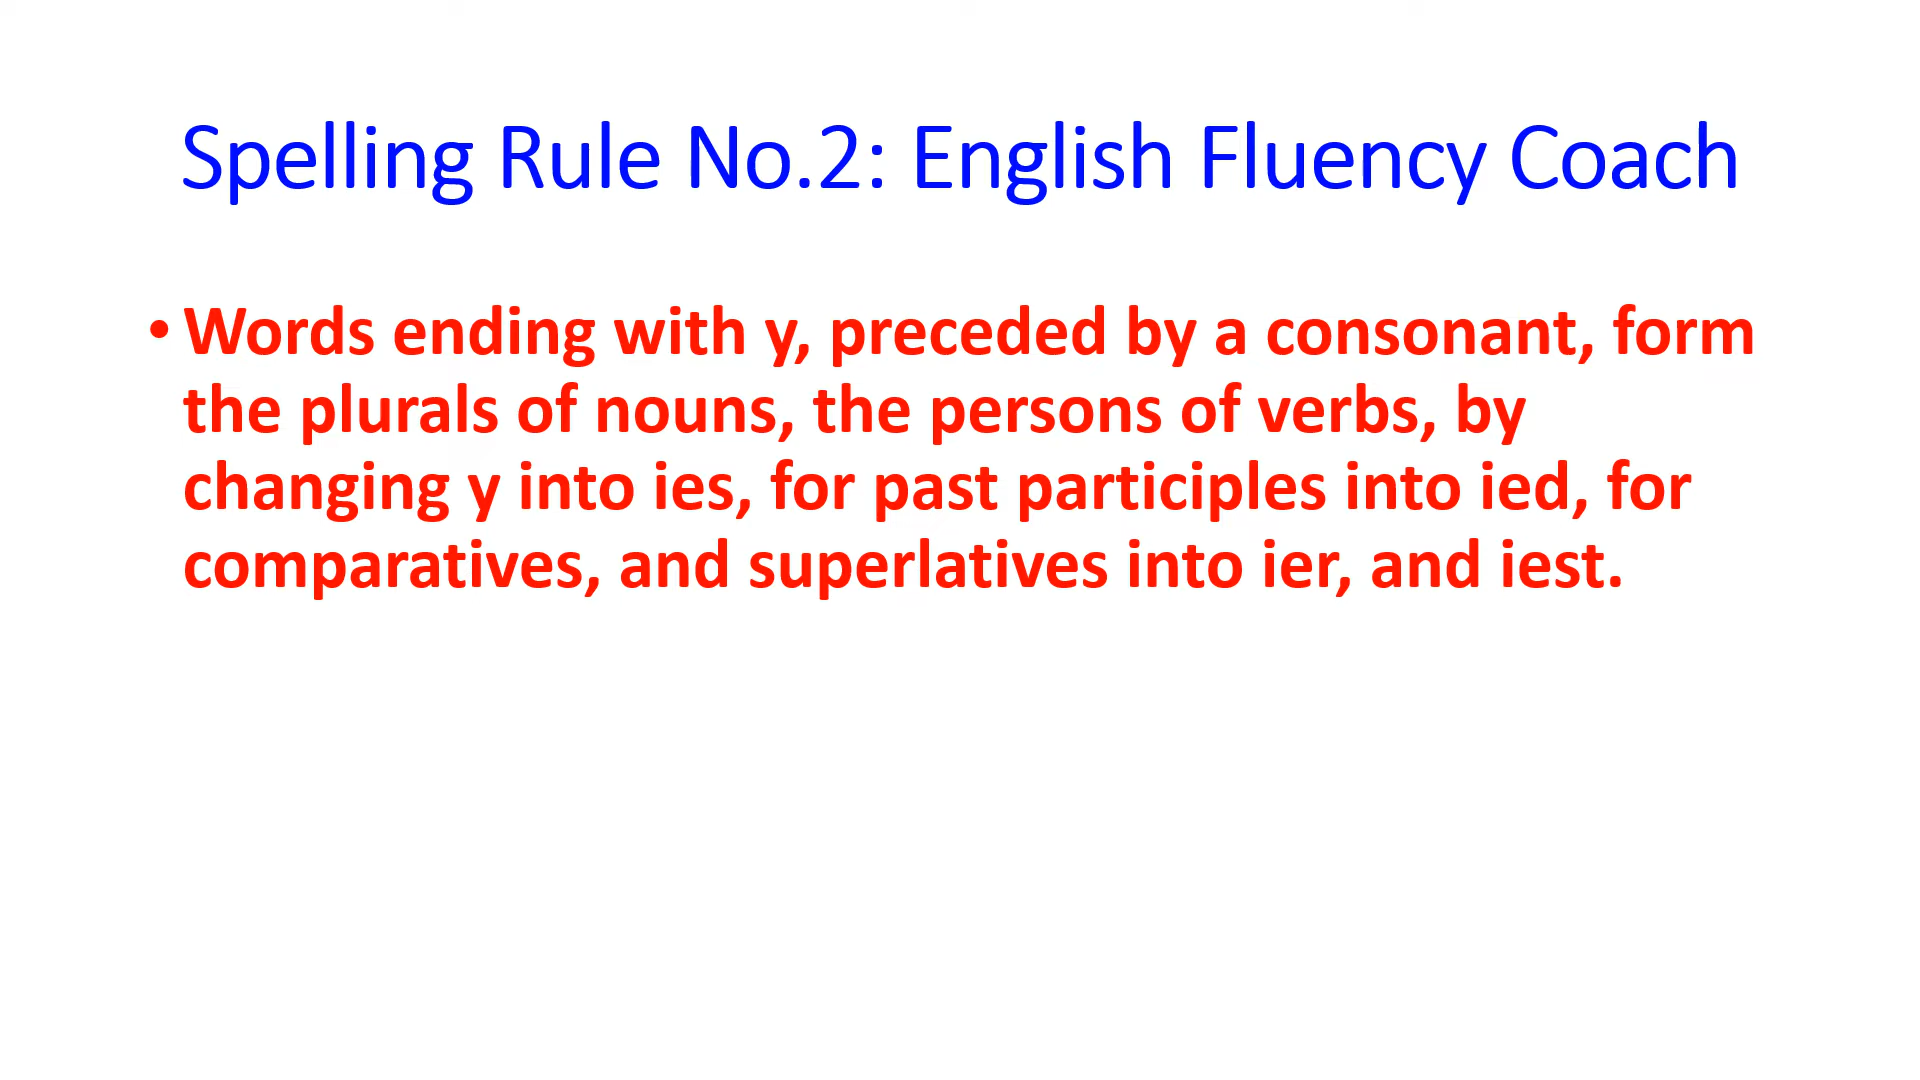 Spelling Rule No.2: English Fluency Coach
• Words ending with y, preceded by a consonant, form
the plurals of nouns, the persons of verbs, by
changing y into ies, for past participles into ied, for
comparatives, and superlatives into ier, and iest.